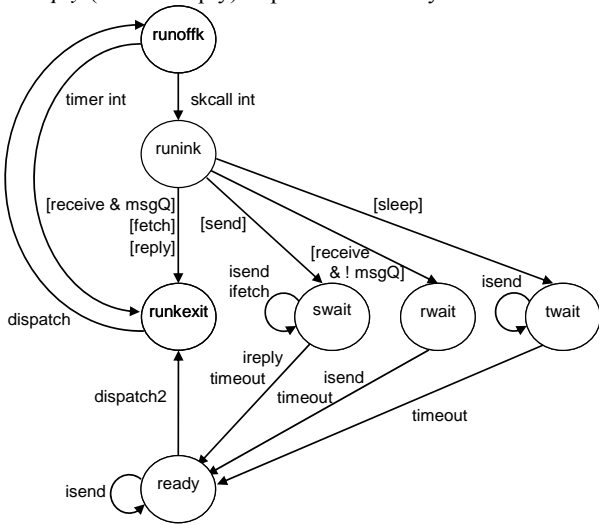 runoffk
timer int
skcall int
runink
[receive & msgQ]
[fetch]
[reply]
[send]
[sleep]
[receive
& ! msgQ]
isend
ifetch
isend
dispatch
runkexit
swait
rwait
twait
ireply
timeout
isend
timeout
timeout
dispatch2
isend
ready